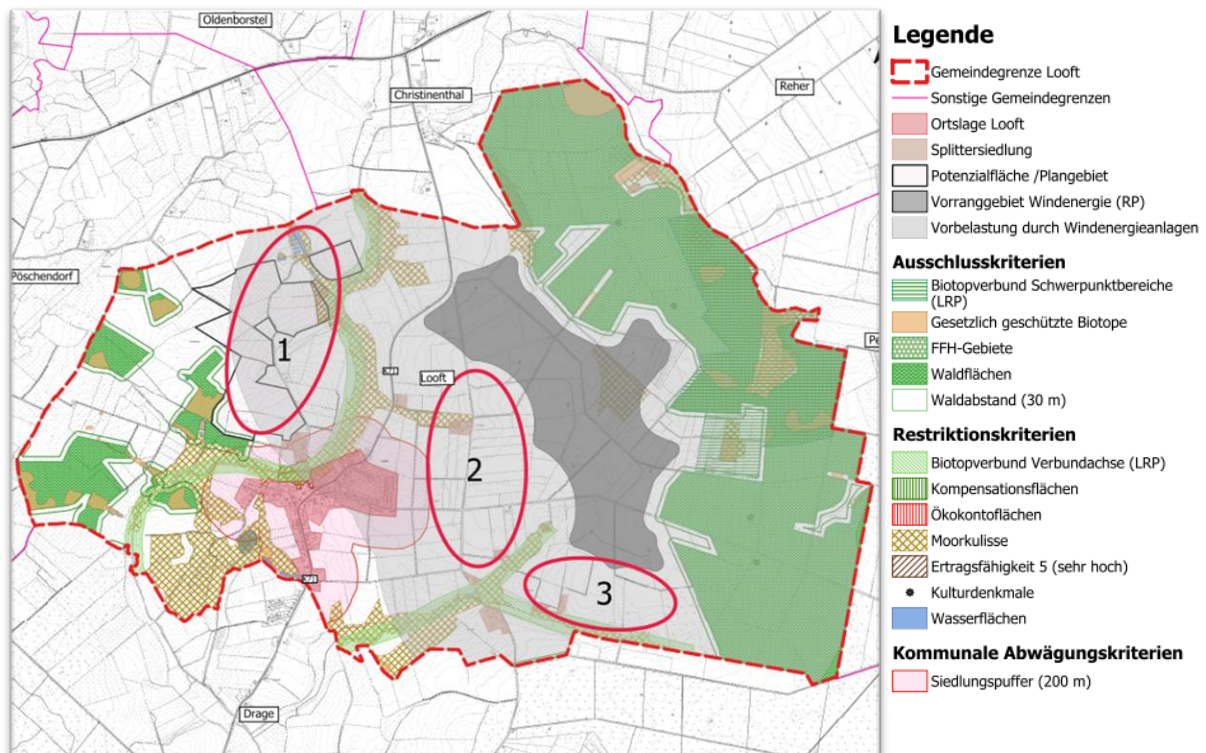 Oldenborstel
Christinenthal
Reher
Pöschendorf
Looft
1
2
3
Drage
Legende
Gemeindegrenze Looft
Sonstige Gemeindegrenzen
Ortslage Looft
Splittersiedlung
Potenzialfläche /Plangebiet
Vorranggebiet Windenergie (RP)
Vorbelastung durch Windenergieanlagen
Ausschlusskriterien
Biotopverbund Schwerpunktbereiche
(LRP)
Gesetzlich geschützte Biotope
FFH-Gebiete
Waldflächen
Waldabstand (30 m)
Restriktionskriterien
Biotopverbund Verbundachse (LRP)
Kompensationsflächen
Ökokontoflächen
Moorkulisse
Ertragsfähigkeit 5 (sehr hoch)
Kulturdenkmale
Wasserflächen
Kommunale Abwägungskriterien
Siedlungspuffer (200 m)